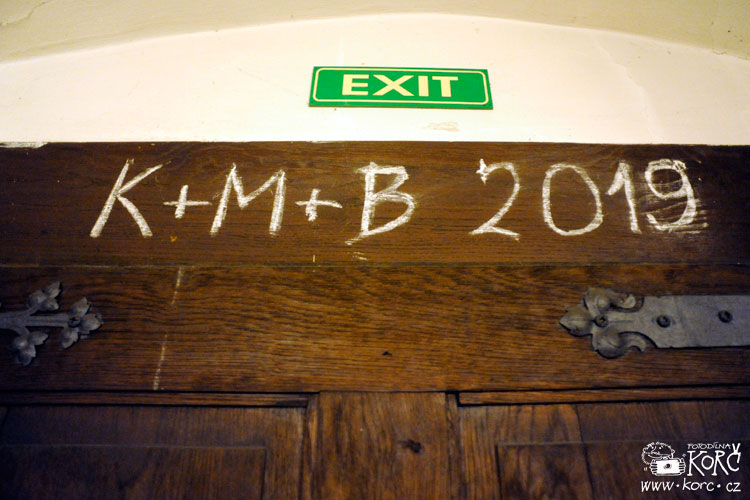 EXIT
K+M+B 2019
FOTODÍLNA
KORČ
www.korc.cz